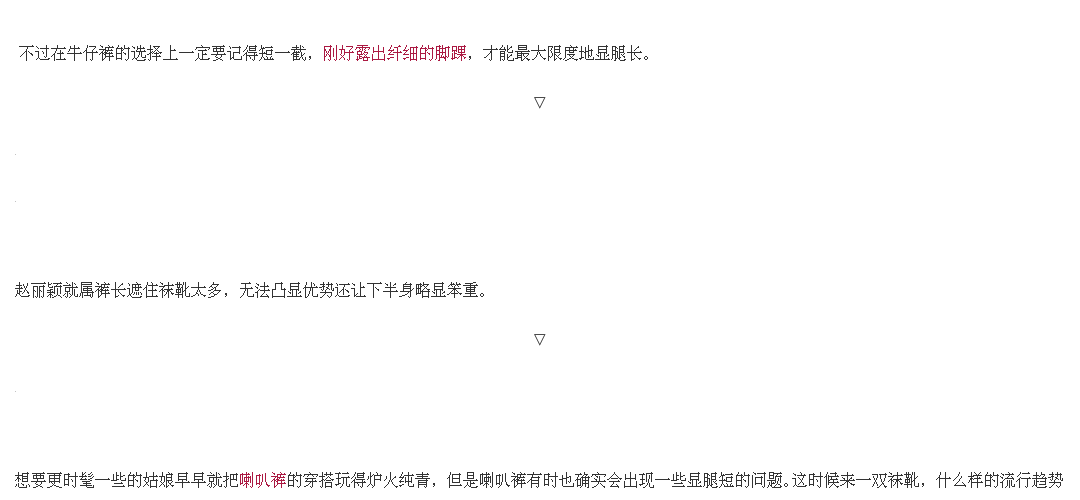 不过在牛仔裤的选择上一定要记得短一截，刚好露出纤细的脚踝，才能最大限度地显腿长。
▽
赵丽颖就属裤长遮住袜靴太多，无法凸显优势还让下半身略显笨重。
▽
想要更时髦一些的姑娘早早就把喇叭裤的穿搭玩得炉火纯青，但是喇叭裤有时也确实会出现一些显腿短的问题。这时候来一双袜靴，什么样的流行趋势